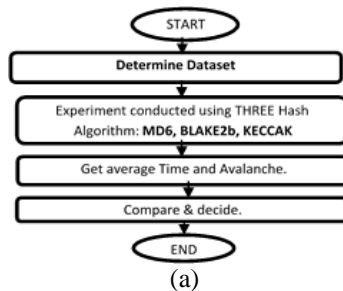 START
Determine Dataset
Experiment conducted using THREE Hash
Algorithm: MD6, BLAKE2b, KECCAK
Get average Time and Avalanche.
Compare & decide.
END
(a)